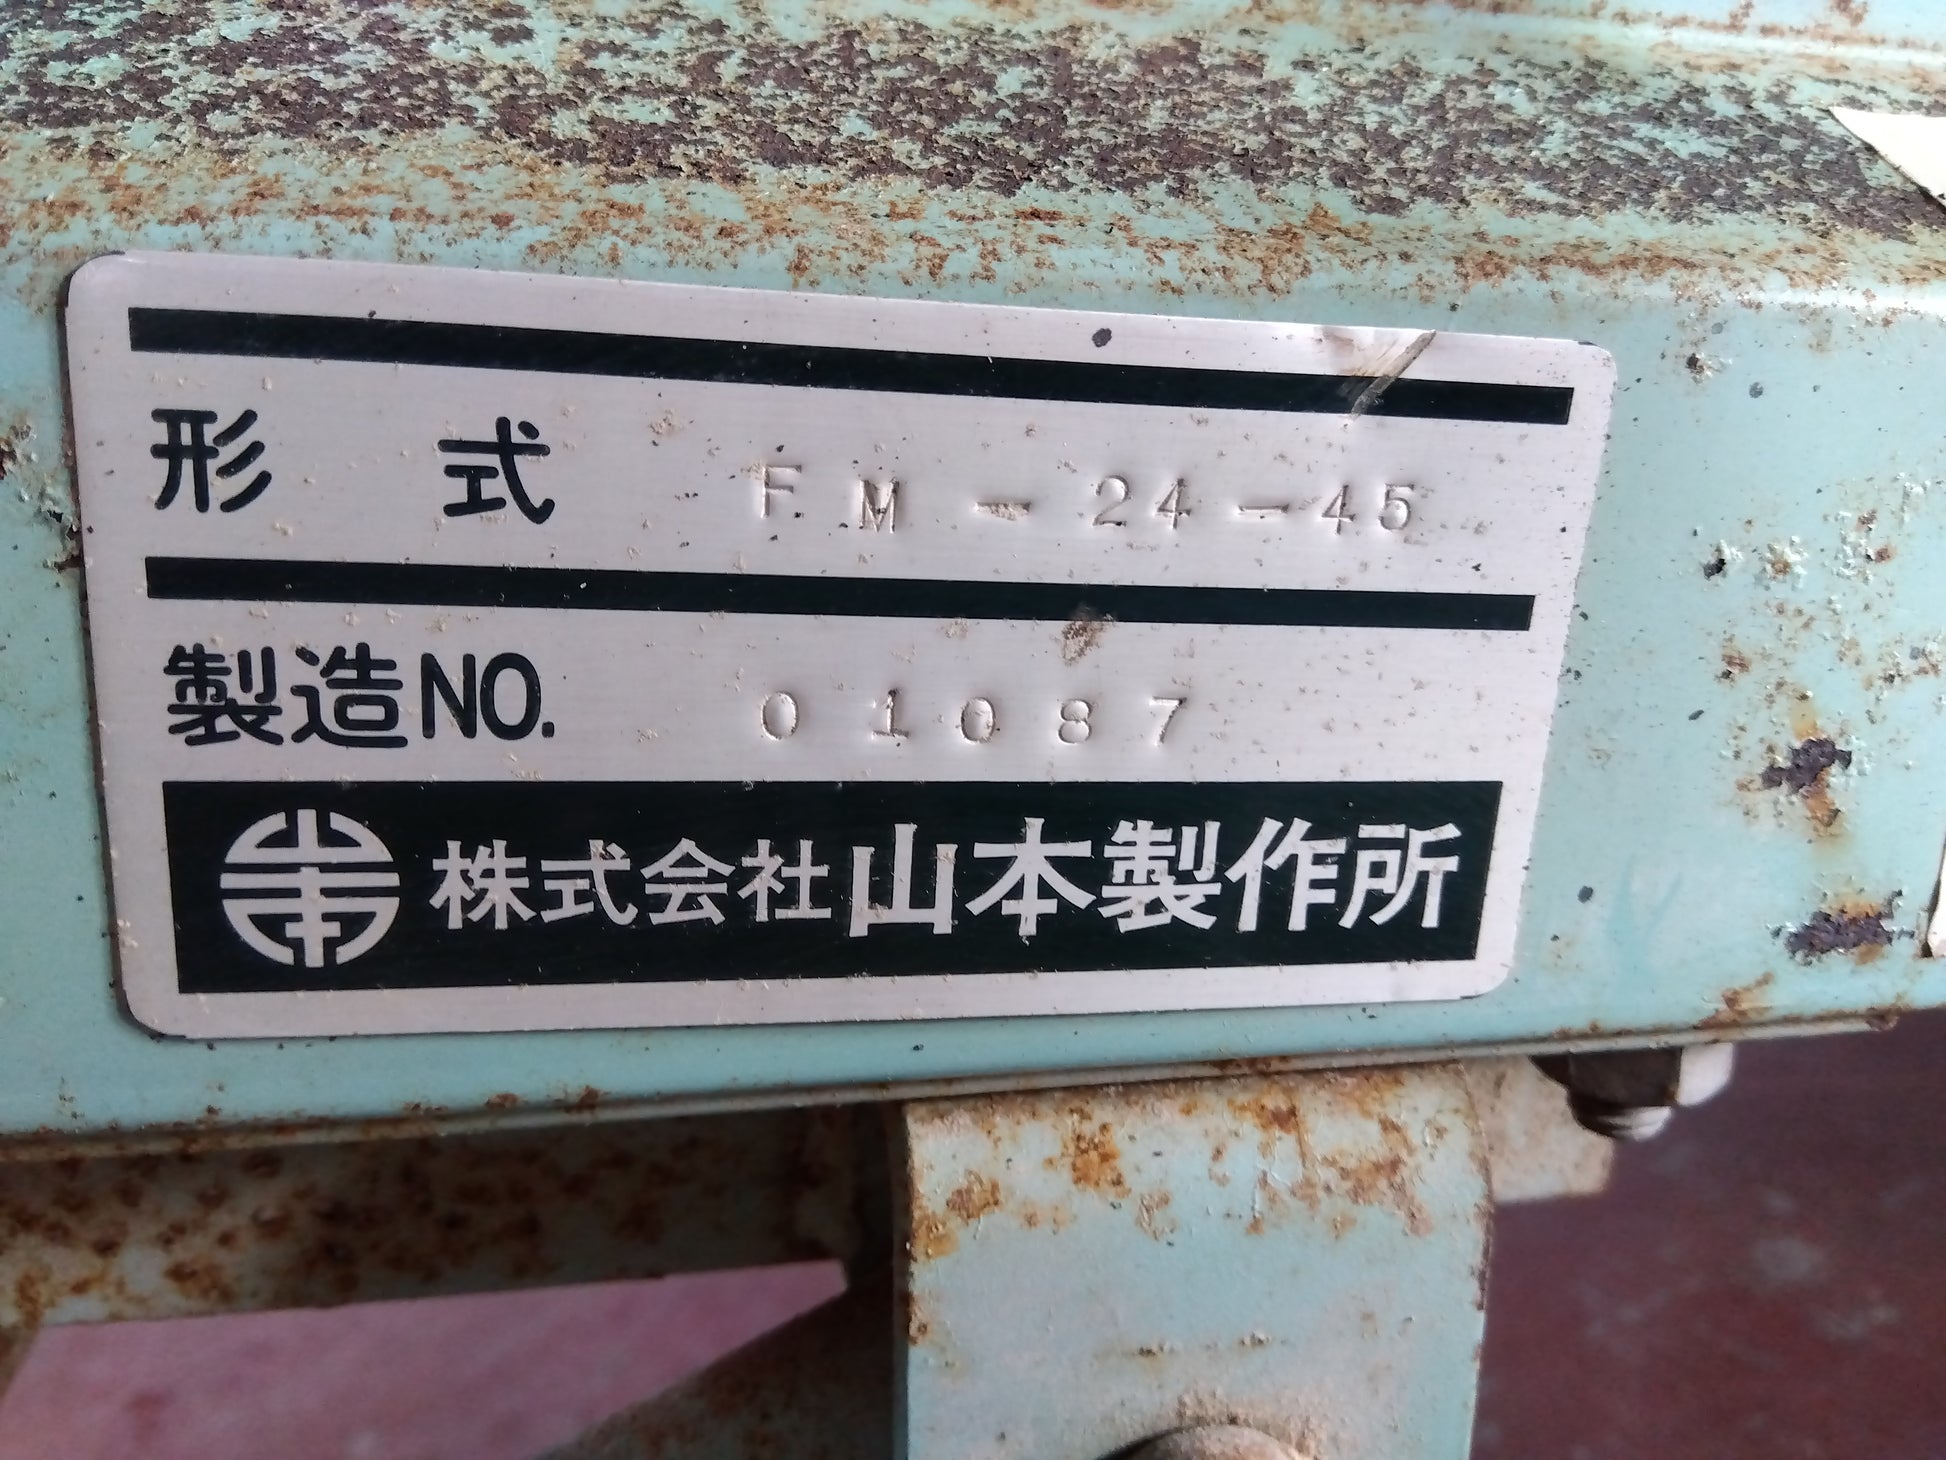 形 式 FM-24-45
製造NO. 01087
株式会社山本製作所